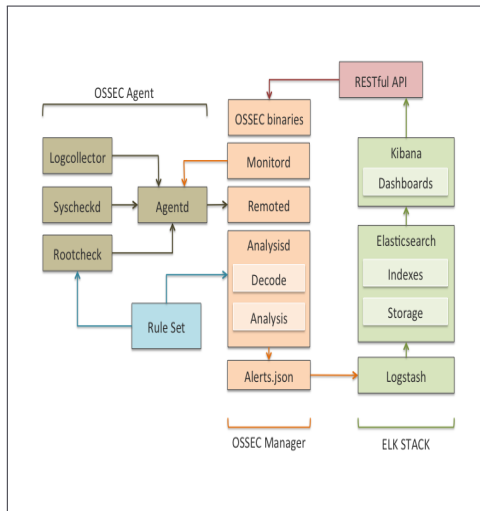 RESTful API
OSSEC Agent
OSSEC binaries
Logcollector
Monitord
Kibana
Dashboards
Syscheckd
Agentd
Remoted
Rootcheck
Analysisd
Decode
Analysis
Elasticsearch
Indexes
Storage
Rule Set
Alerts.json
Logstash
OSSEC Manager
ELK STACK